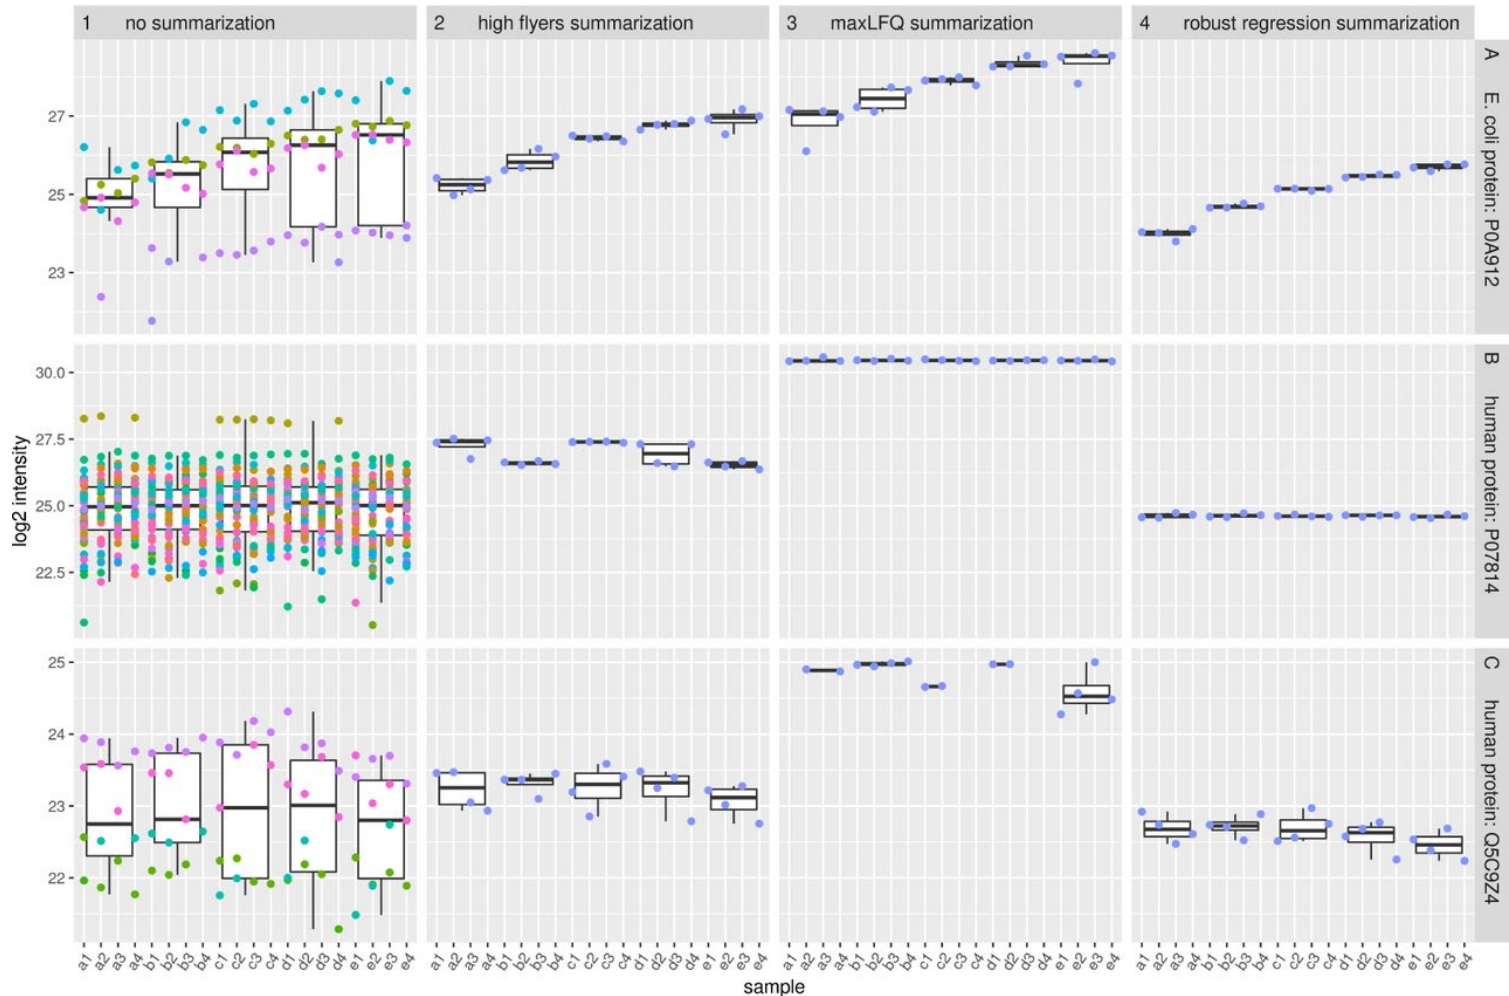 1 no summarization
2 high flyers summarization
3 maxLFQ summarization
4 robust regression summarization
A E. coli protein: P0A912
27
25
23
B human protein: P07814
30.0
27.5
25.0
22.5
log2 intensity
C human protein: Q5C9Z4
25
24
23
22
a1 a2 a3 a4 b1 b2 b3 b4 c1 c2 c3 c4 d1 d2 d3 d4 e1 e2 e3 e4
a1 a2 a3 a4 b1 b2 b3 b4 c1 c2 c3 c4 d1 d2 d3 d4 e1 e2 e3 e4
a1 a2 a3 a4 b1 b2 b3 b4 c1 c2 c3 c4 d1 d2 d3 d4 e1 e2 e3 e4
a1 a2 a3 a4 b1 b2 b3 b4 c1 c2 c3 c4 d1 d2 d3 d4 e1 e2 e3 e4
sample